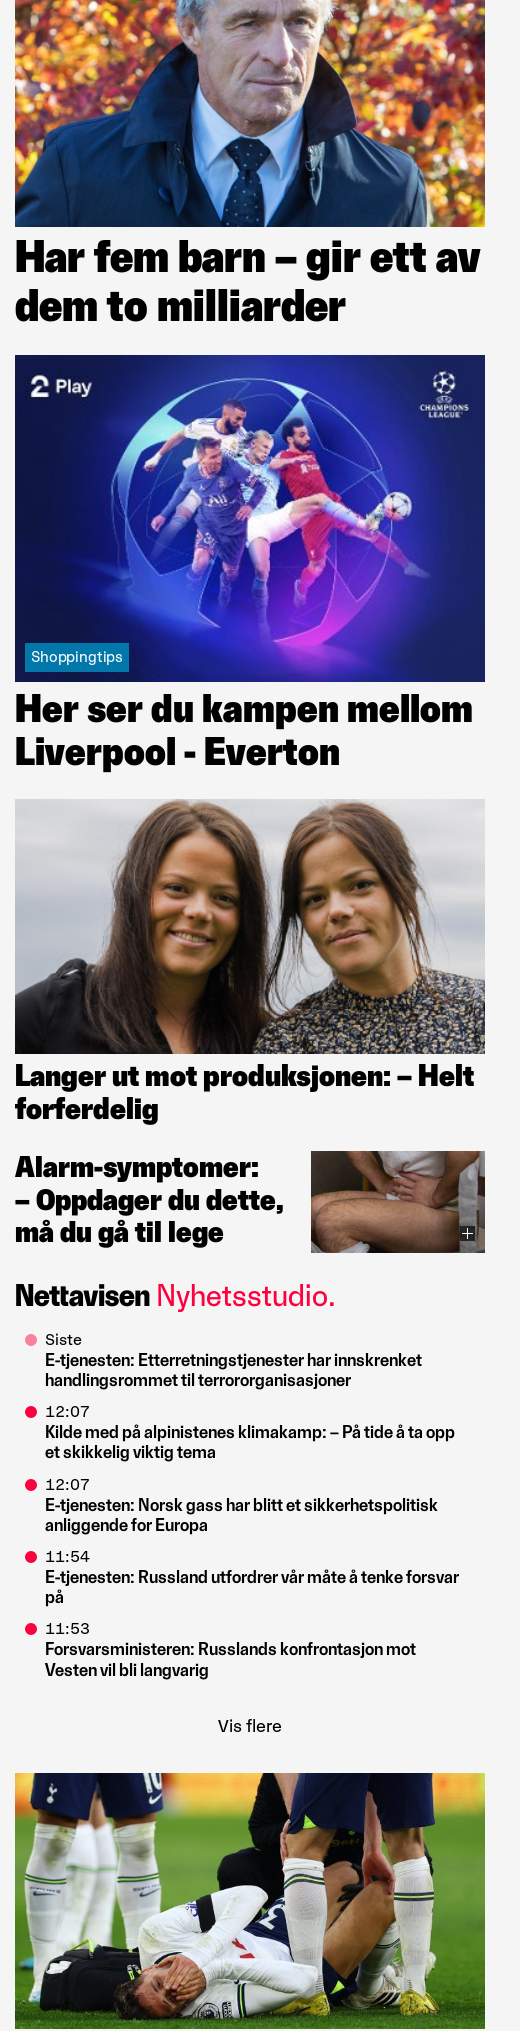 Har fem barn – gir ett av
dem to milliarder
2 Play
CHAMPIONS
LEAGUE
Shoppingtips
Her ser du kampen mellom
Liverpool - Everton
Langer ut mot produksjonen: – Helt
forferdelig
Alarm-symptomer:
– Oppdager du dette,
må du gå til lege
Nettavisen Nyhetsstudio.
Siste
E-tjenesten: Etterretningstjenester har innskrenket
handlingsrommet til terrororganisasjoner
12:07
Kilde med på alpinistenes klimakamp: – På tide å ta opp
et skikkelig viktig tema
12:07
E-tjenesten: Norsk gass har blitt et sikkerhetspolitisk
anliggende for Europa
11:54
E-tjenesten: Russland utfordrer vår måte å tenke forsvar
på
11:53
Forsvarsministeren: Russlands konfrontasjon mot
Vesten vil bli langvarig
Vis flere
10